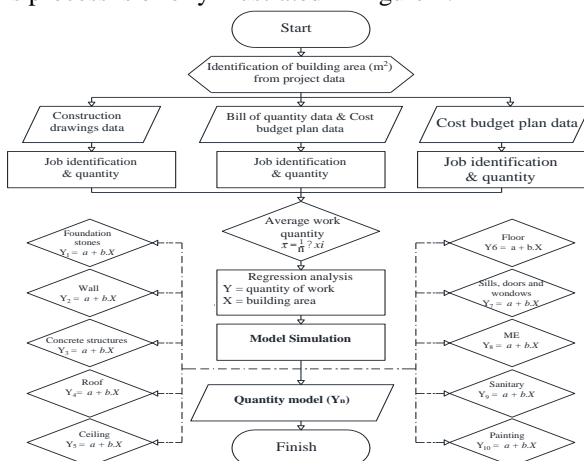 Start
Identification of building area (m²)
from project data
Construction
drawings data
Bill of quantity data & Cost
budget plan data
Cost budget plan data
Job identification
& quantity
Job identification
& quantity
Job identification
& quantity
Average work
quantity
x̄ = 1/n ? xi
Regression analysis
Y = quantity of work
X = building area
Model Simulation
Quantity model (Yₙ)
Finish
Foundation
stones
Y₁ = a + b.X
Wall
Y₂ = a + b.X
Concrete structures
Y₃ = a + b.X
Roof
Y₄= a + b.X
Ceiling
Y₅ = a + b.X
Floor
Y6 = a + b.X
Sills, doors and
wondows
Y₇ = a + b.X
ME
Y₈ = a + b.X
Sanitary
Y₉ = a + b.X
Painting
Y₁₀ = a + b.X